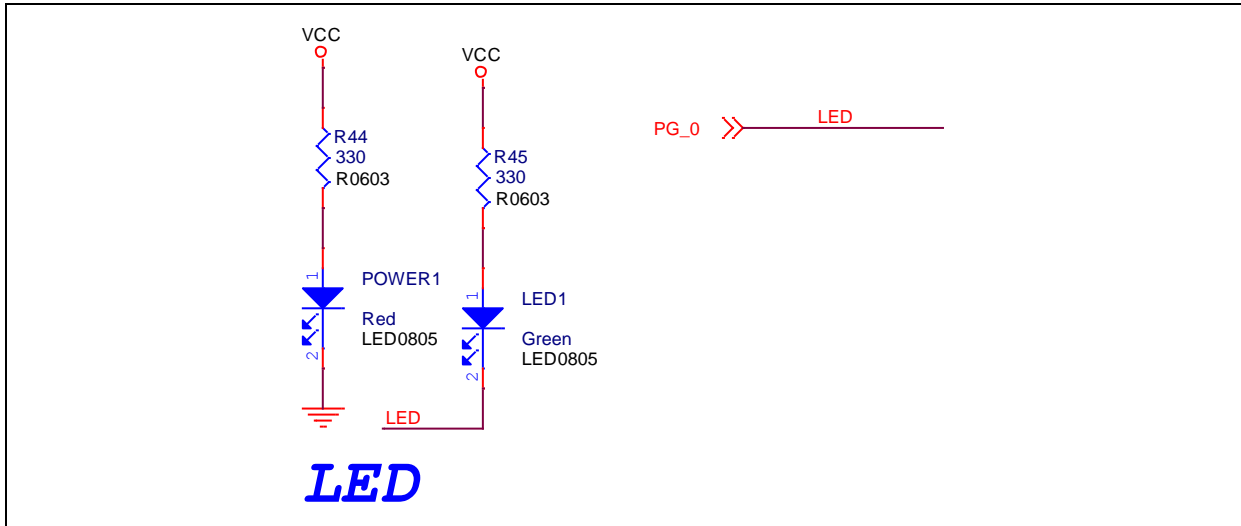 VCC
R44
330
R0603
1
POWER1
Red
LED0805
2
VCC
R45
330
R0603
1
LED1
Green
LED0805
2
LED
PG_0
LED
LED